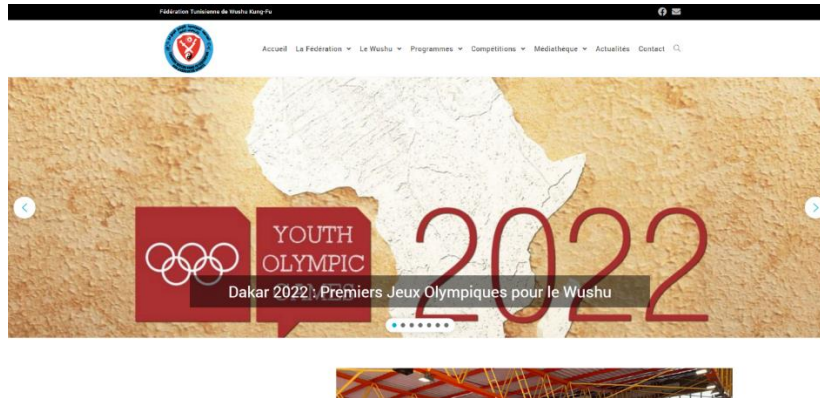 Fédération Tunisienne de Wushu Kung-Fu
Accueil La Fédération Le Wushu Programmes Compétitions Médiathèque Actualités Contact
YOUTH
OLYMPIC
GAMES
2022
Dakar 2022 : Premiers Jeux Olympiques pour le Wushu